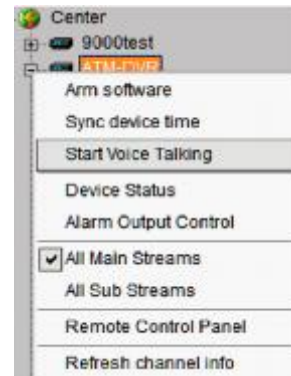 Center
9000test
ATM-DVR
Arm software
Sync device time
Start Voice Talking
Device Status
Alarm Output Control
All Main Streams
All Sub Streams
Remote Control Panel
Refresh channel info